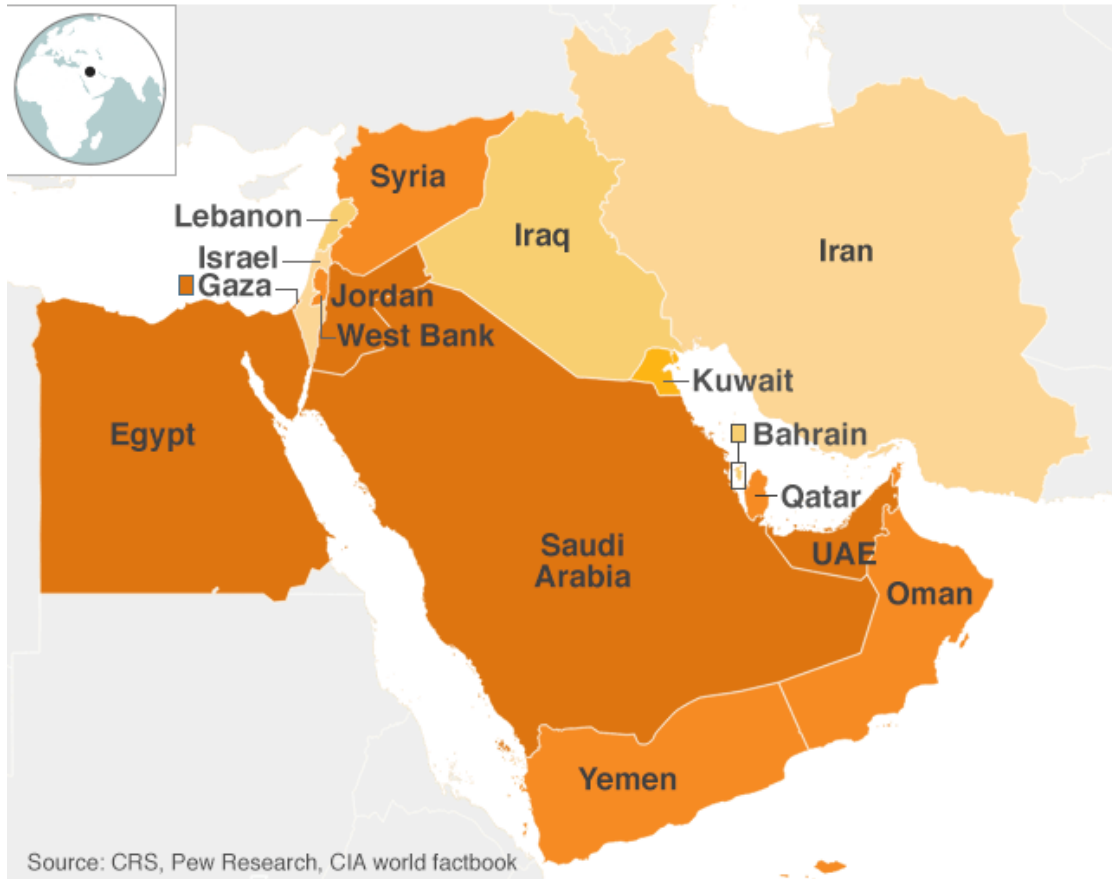 Syria
Lebanon
Iraq
Iran
Israel
Gaza
Jordan
West Bank
Kuwait
Egypt
Bahrain
Qatar
Saudi
Arabia
UAE
Oman
Yemen
Source: CRS, Pew Research, CIA world factbook